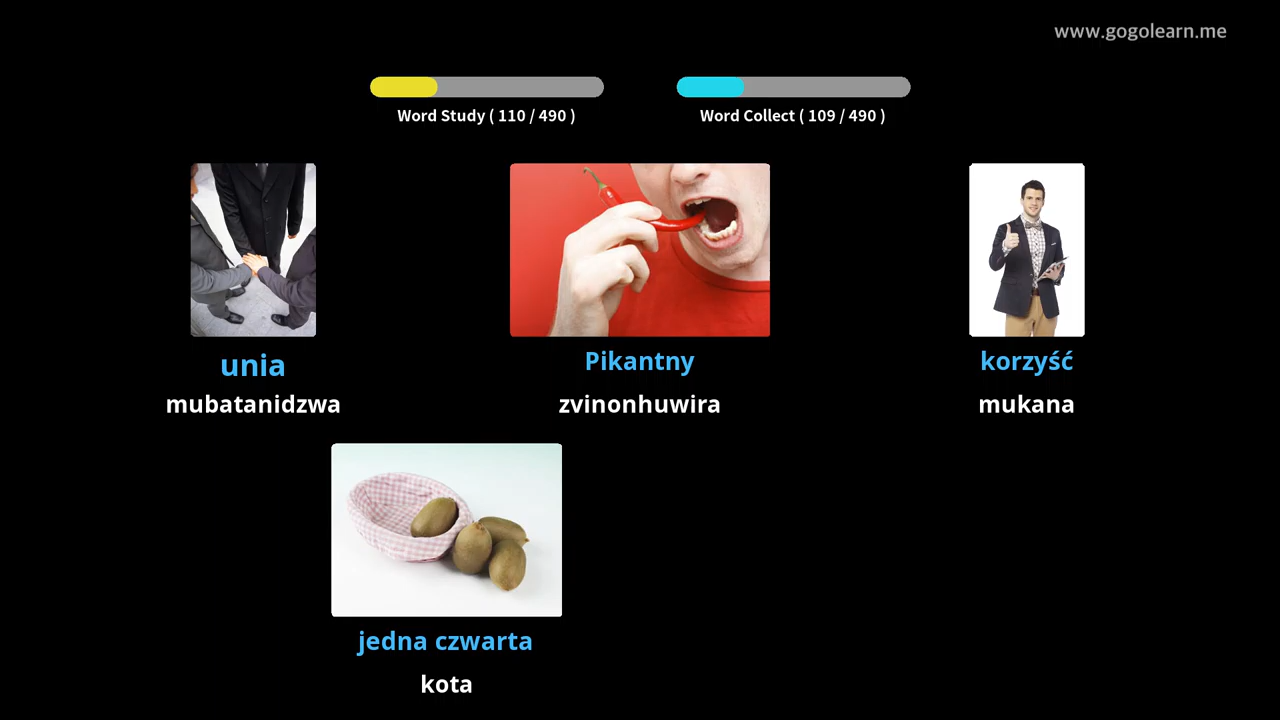 www.gogolearn.me
Word Study ( 110 / 490 )
Word Collect ( 109 / 490 )
unia
mubatanidzwa
Pikantny
zvinonhuwira
korzyść
mukana
jedna czwarta
kota